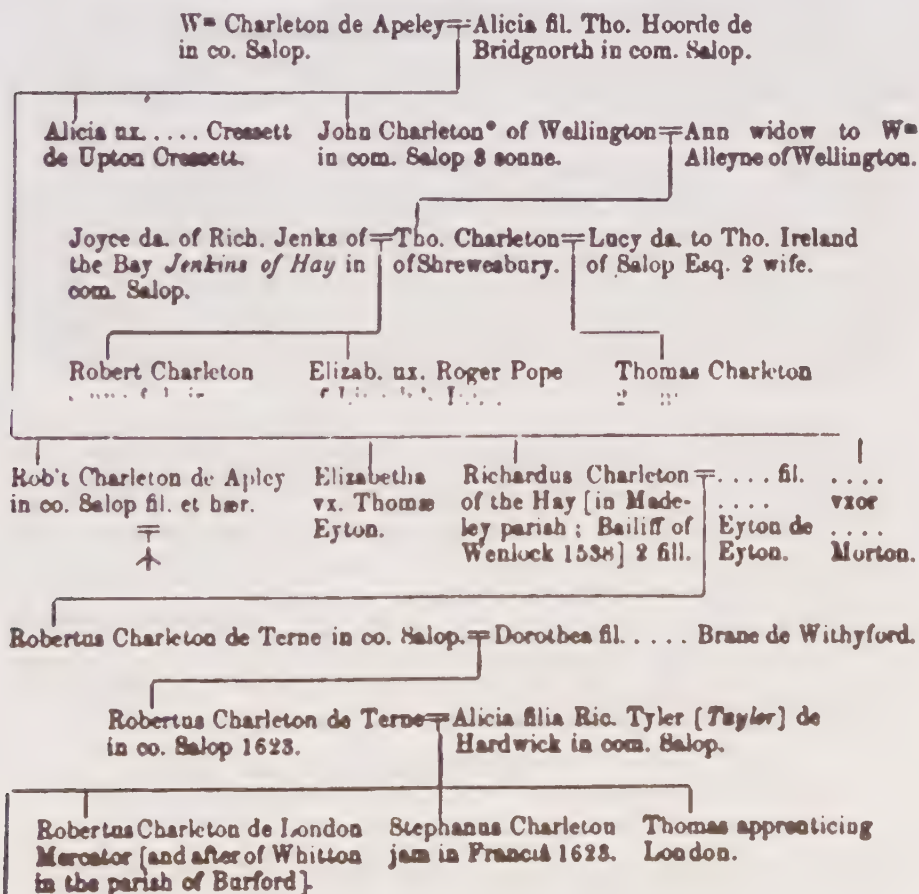 Wm Charleton de Apeley = Alicia fil. Tho. Hoorde de
in co. Salop. Bridgnorth in com. Salop.
Alicia ux. .... Cressett John Charleton* of Wellington = Ann widow to Wm
de Upton Cressett. in com. Salop 3 sonne. Alleyne of Wellington.
Joyce da. of Rich. Jenks of = Tho. Charleton = Lucy da. to Tho. Ireland
the Bay Jenkins of Hay in of Shrewesbury. of Salop Esq. 2 wife.
com. Salop.
Robert Charleton Elizab. ux. Roger Pope Thomas Charleton
2
Rob't Charleton de Apley Elizabetha Richardus Charleton = .... fil. ....
in co. Salop fil. et hær. vx. Thomæ of the Hay [in Made- .... vxor
Eyton. ley parish; Bailiff of Eyton de ....
Wenlock 1538] 2 fill. Eyton. Morton.
Robertus Charleton de Terne in co. Salop. = Dorothea fil. ..... Brane de Withyford.
Robertus Charleton de Terne = Alicia filia Ric. Tyler [Taylor] de
in co. Salop 1623. Hardwick in com. Salop.
Robertus Charleton de London Stephanus Charleton Thomas apprenticing
Mercator [and after of Whitton jam in Franciâ 1623. London.
in the parish of Burford].